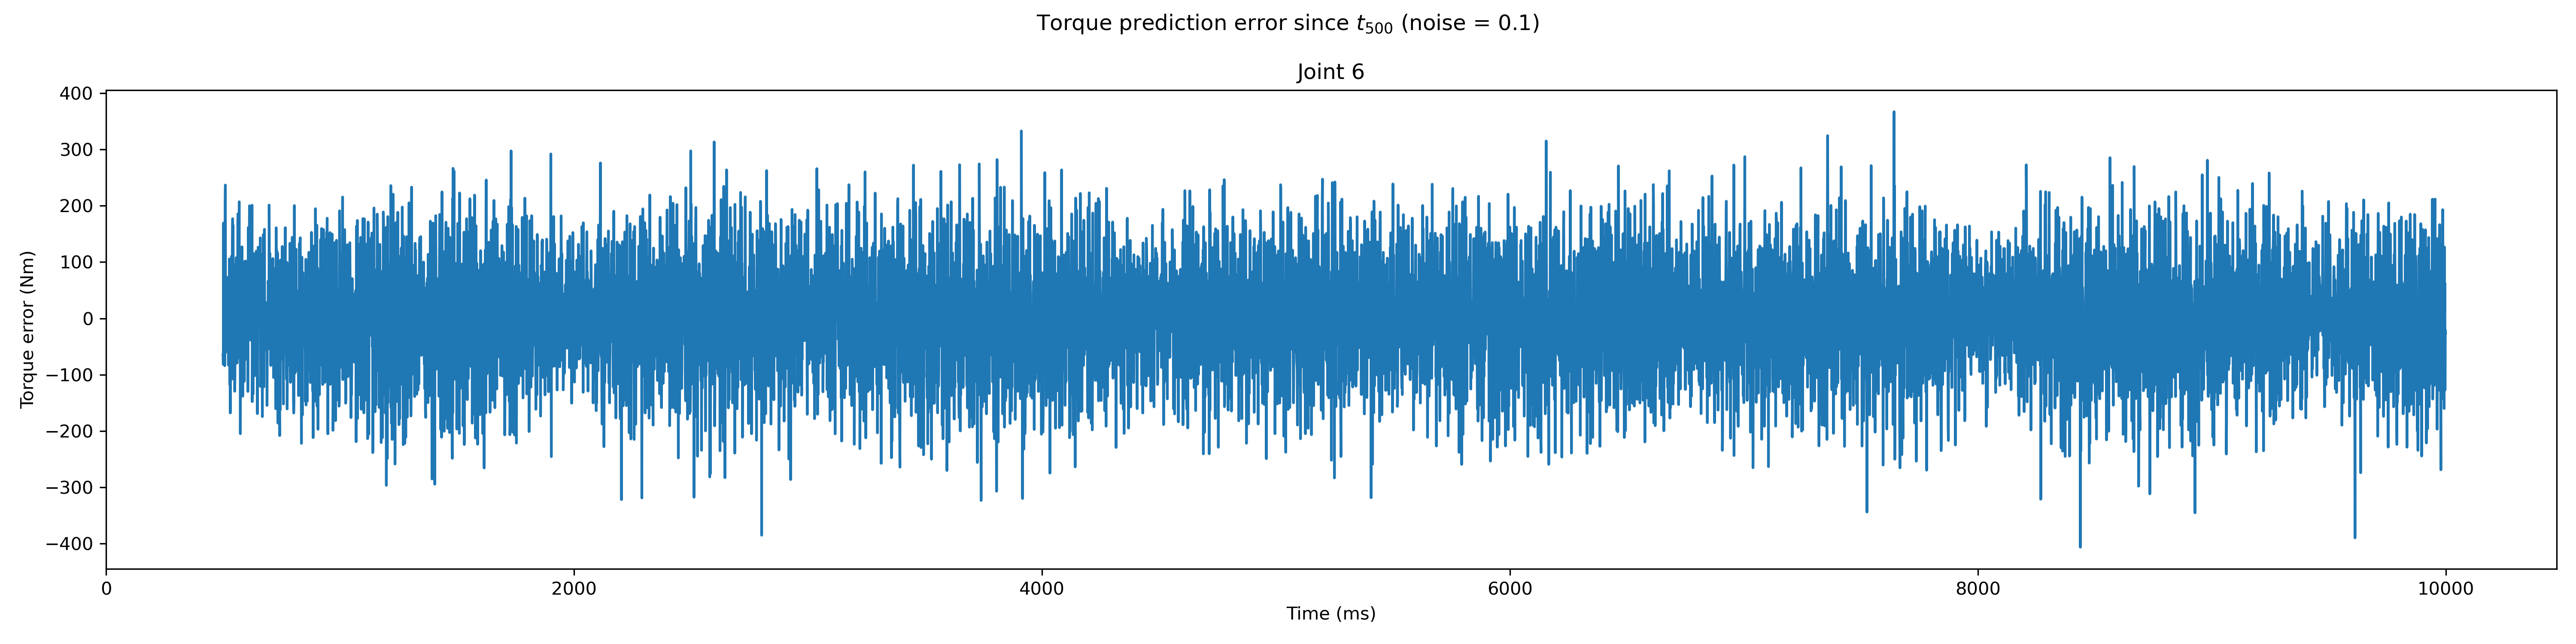 Torque prediction error since t₅₀₀ (noise = 0.1)
Joint 6
Torque error (Nm)
400
300
200
100
0
−100
−200
−300
−400
0 2000 4000 6000 8000 10000
Time (ms)